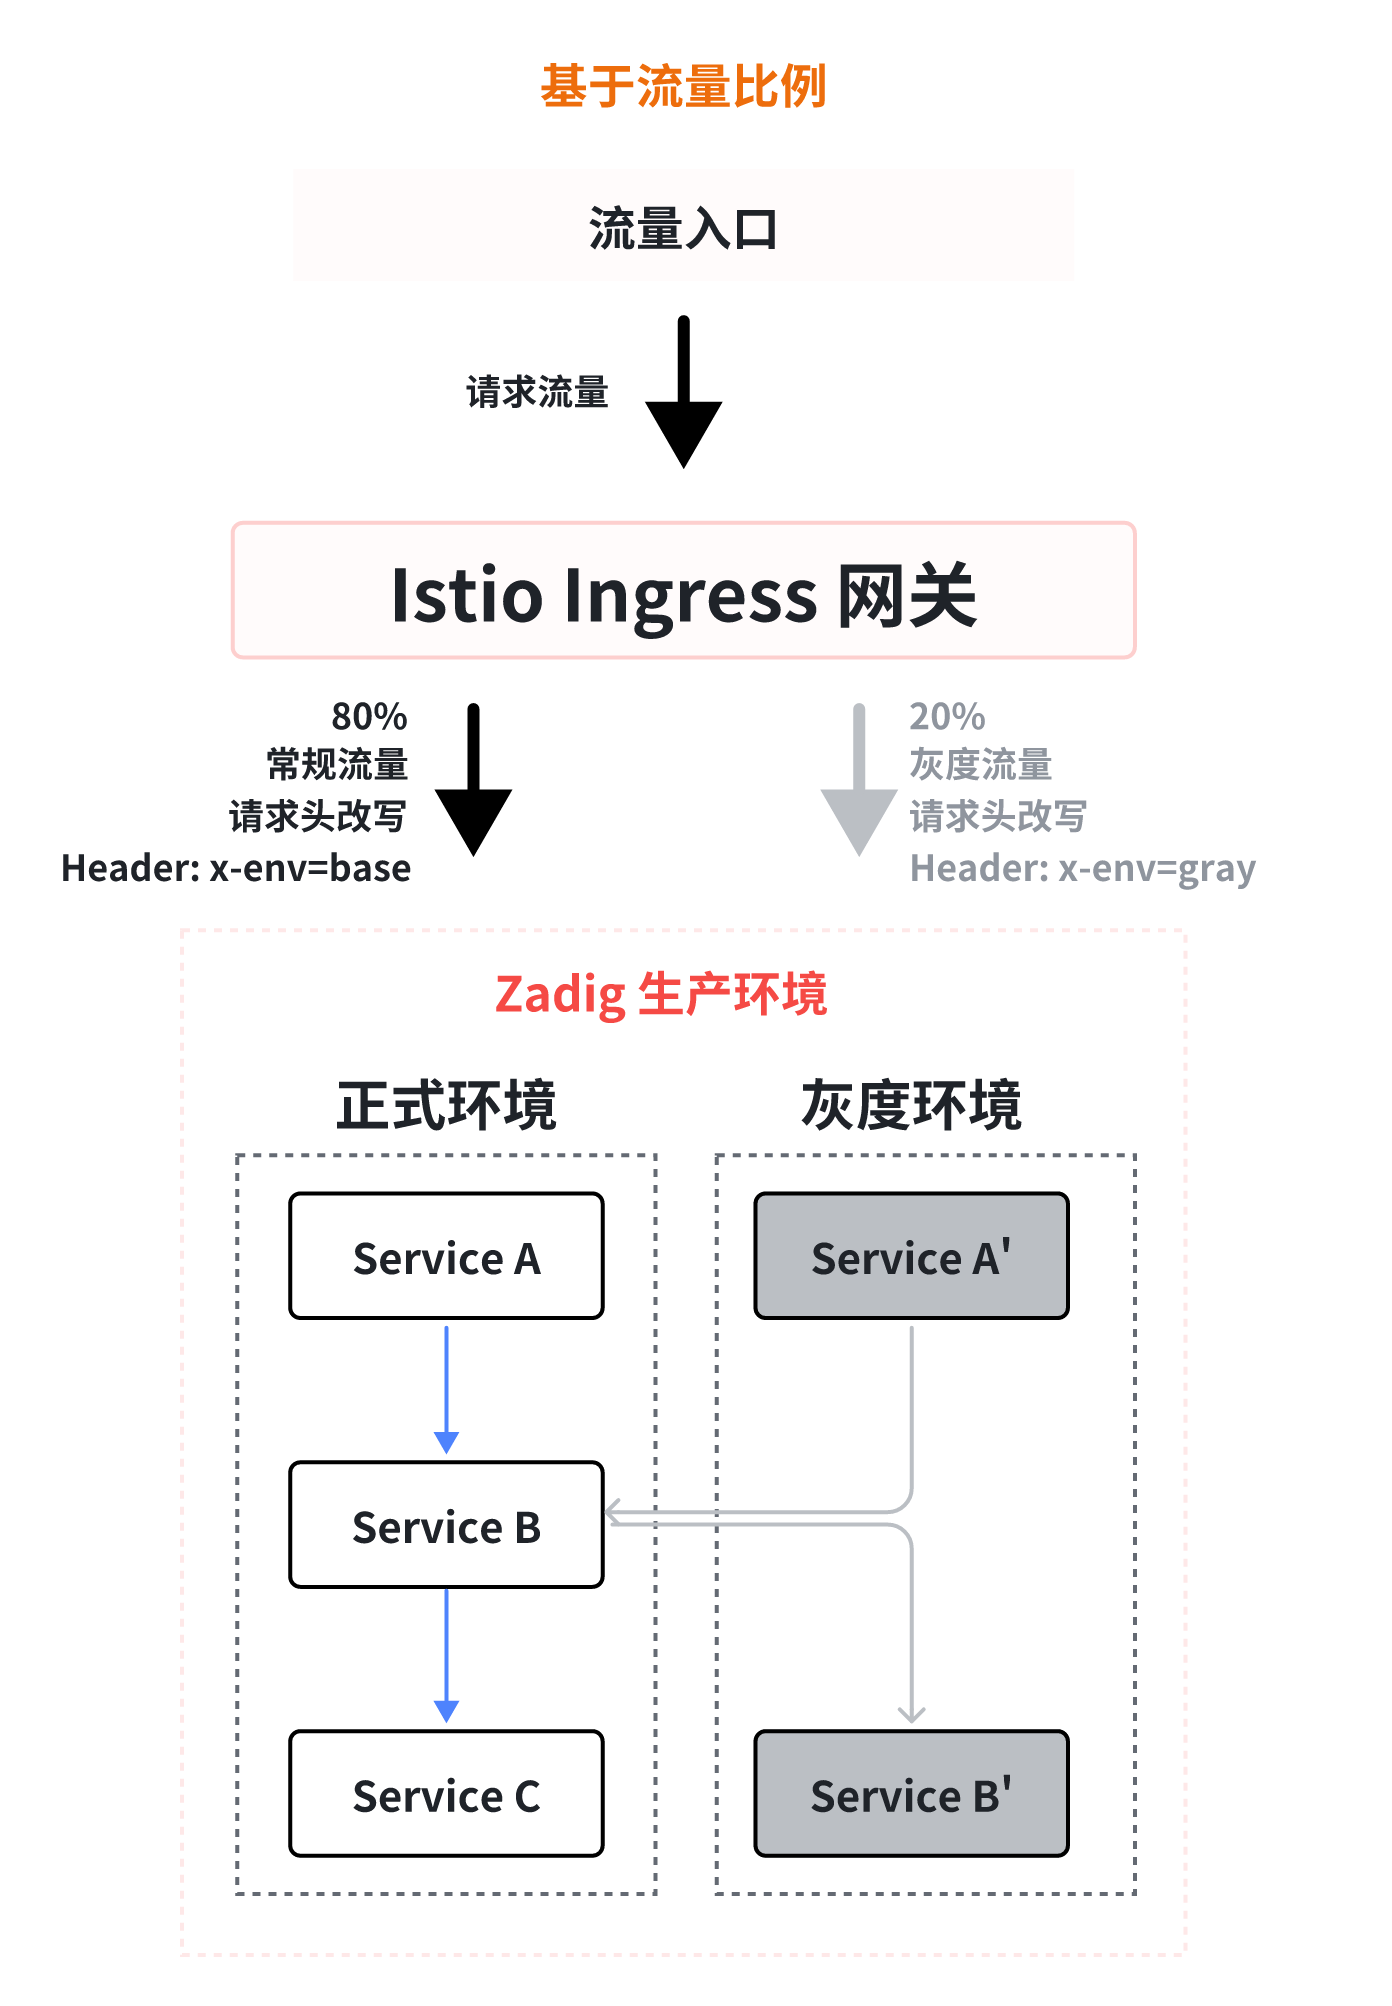 基于流量比例
流量入口
请求流量
Istio Ingress 网关
80%
常规流量
请求头改写
Header: x-env=base
20%
灰度流量
请求头改写
Header: x-env=gray
Zadig 生产环境
正式环境
灰度环境
Service A
Service A'
Service B
Service C
Service B'